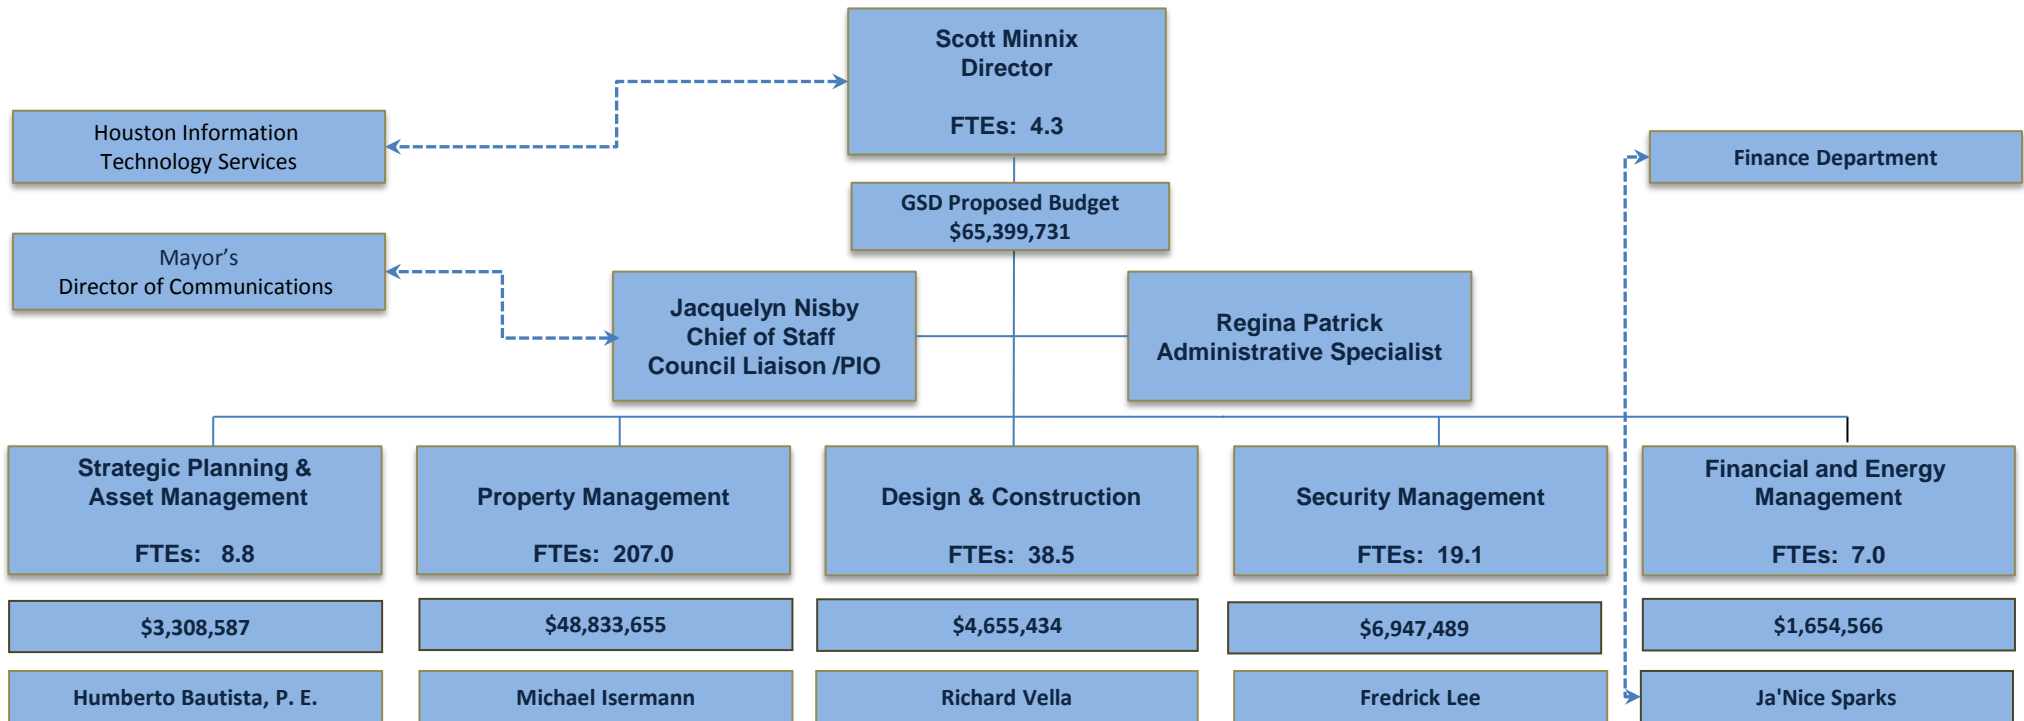 Scott Minnix
Director
FTEs: 4.3
Houston Information
Technology Services
Finance Department
GSD Proposed Budget
$65,399,731
Mayor’s
Director of Communications
Jacquelyn Nisby
Chief of Staff
Council Liaison /PIO
Regina Patrick
Administrative Specialist
Strategic Planning &
Asset Management
FTEs: 8.8
Property Management
FTEs: 207.0
Design & Construction
FTEs: 38.5
Security Management
FTEs: 19.1
Financial and Energy
Management
FTEs: 7.0
$3,308,587
$48,833,655
$4,655,434
$6,947,489
$1,654,566
Humberto Bautista, P. E.
Michael Isermann
Richard Vella
Fredrick Lee
Ja'Nice Sparks